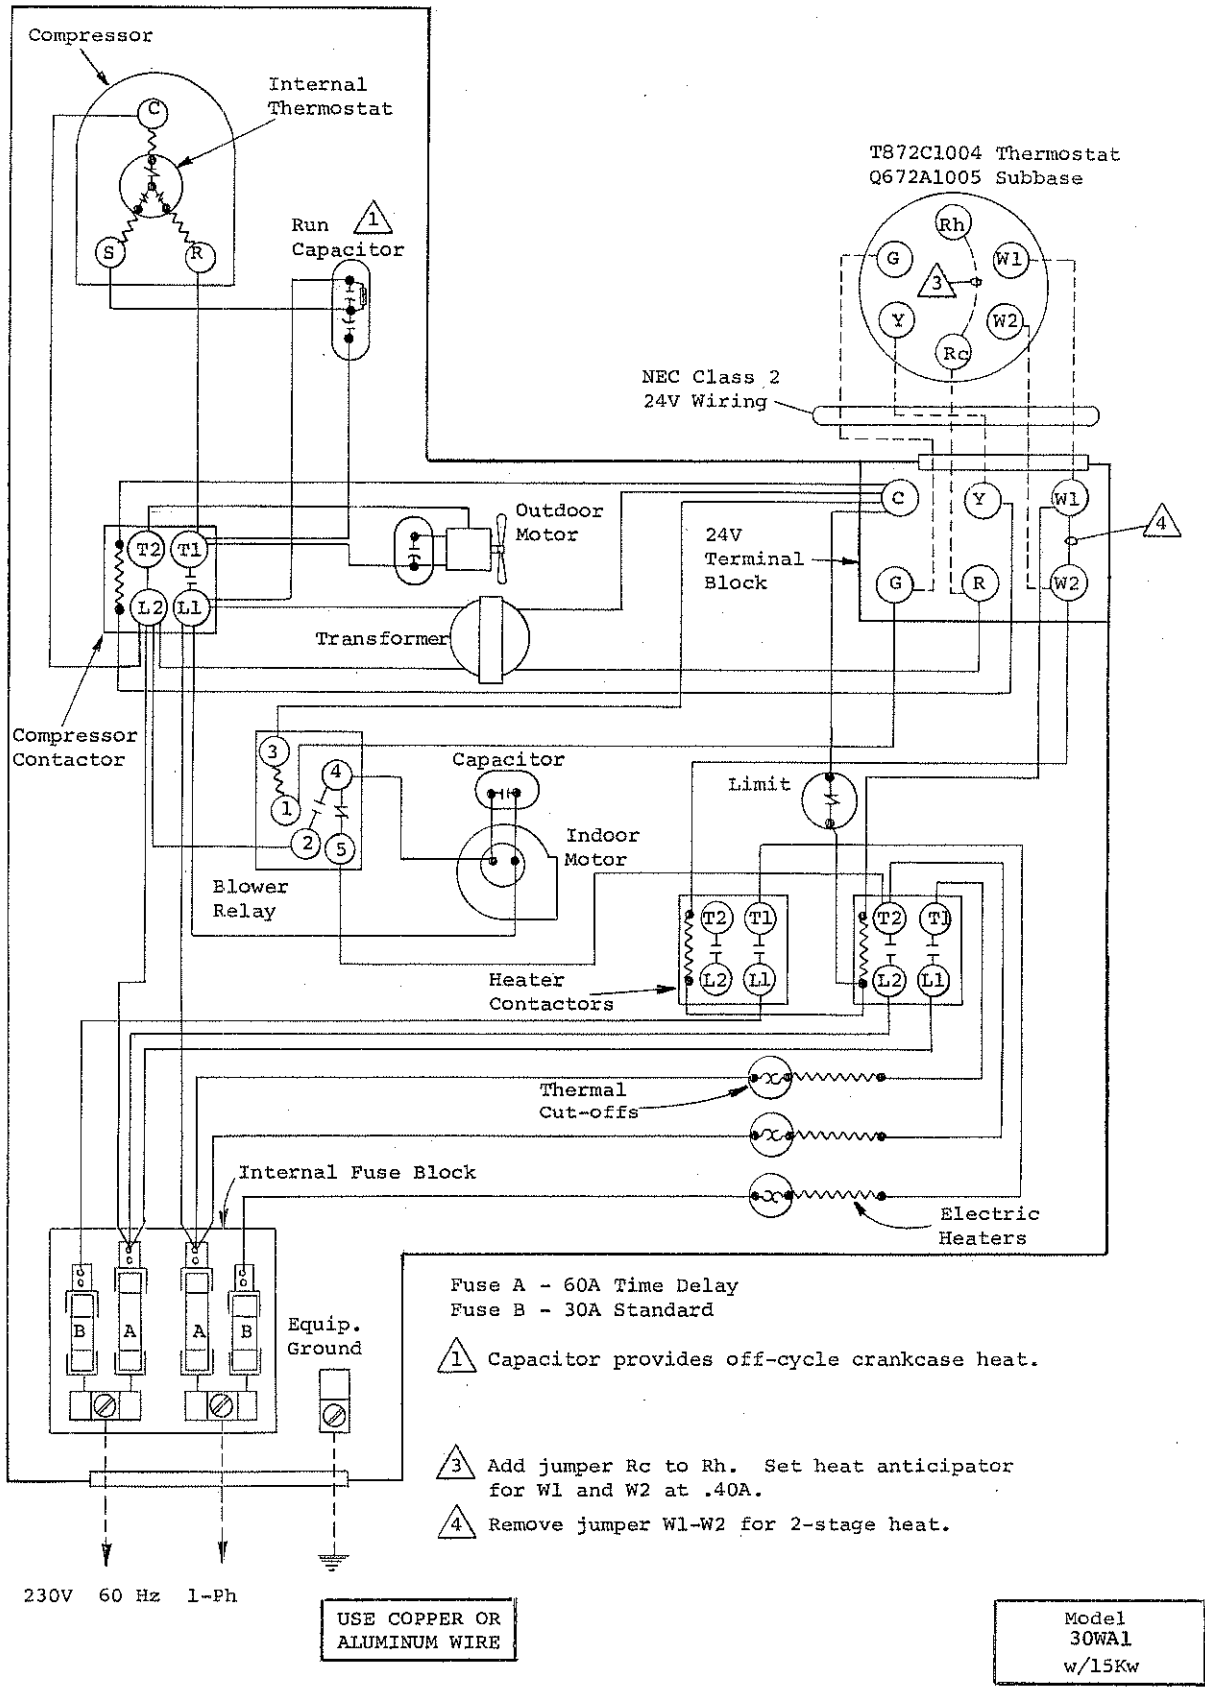 Compressor
Internal
Thermostat
C
S
R
Run
Capacitor
1
T872C1004 Thermostat
Q672A1005 Subbase
Rh
G
W1
3
Y
W2
Rc
NEC Class 2
24V Wiring
C
Y
W1
4
24V
Terminal
Block
G
R
W2
Outdoor
Motor
T2
T1
L2
L1
Transformer
Compressor
Contactor
3
4
1
2
5
Blower
Relay
Capacitor
Indoor
Motor
Limit
T2
T1
L2
L1
T2
T1
L2
L1
Heater
Contactors
Thermal
Cut-offs
Internal Fuse Block
Electric
Heaters
B
A
A
B
Equip.
Ground
Fuse A - 60A Time Delay
Fuse B - 30A Standard
1 Capacitor provides off-cycle crankcase heat.
3 Add jumper Rc to Rh. Set heat anticipator
for W1 and W2 at .40A.
4 Remove jumper W1-W2 for 2-stage heat.
230V 60 Hz 1-Ph
USE COPPER OR
ALUMINUM WIRE
Model
30WA1
w/15Kw